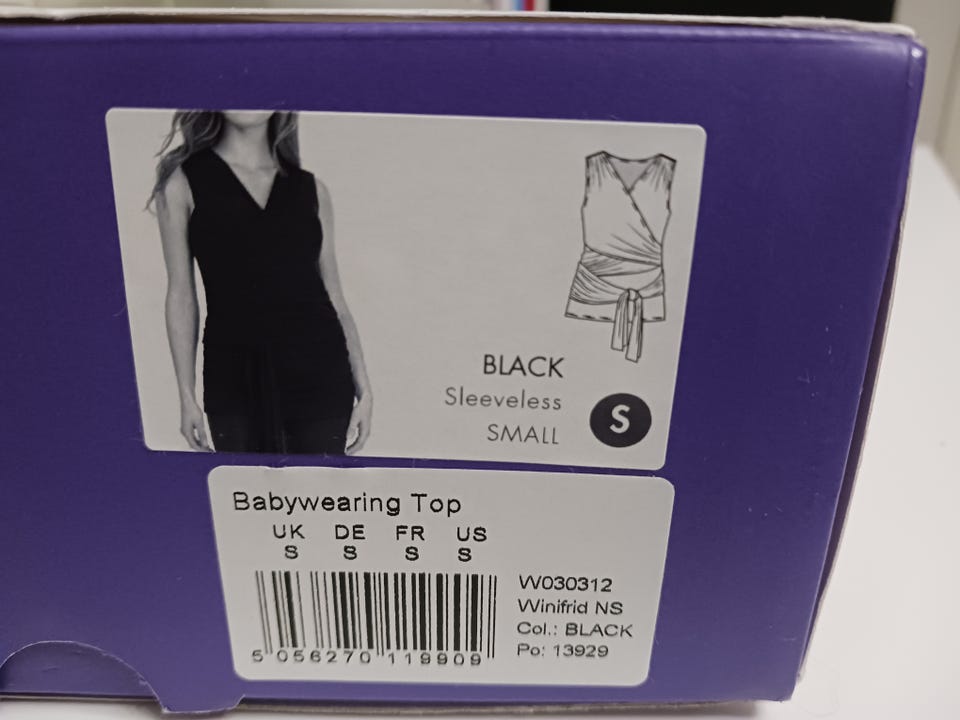 BLACK
Sleeveless
SMALL
S
Babywearing Top
UK DE FR US
S S S S
W030312
Winifrid NS
Col.: BLACK
Po: 13929
5 056270 119909